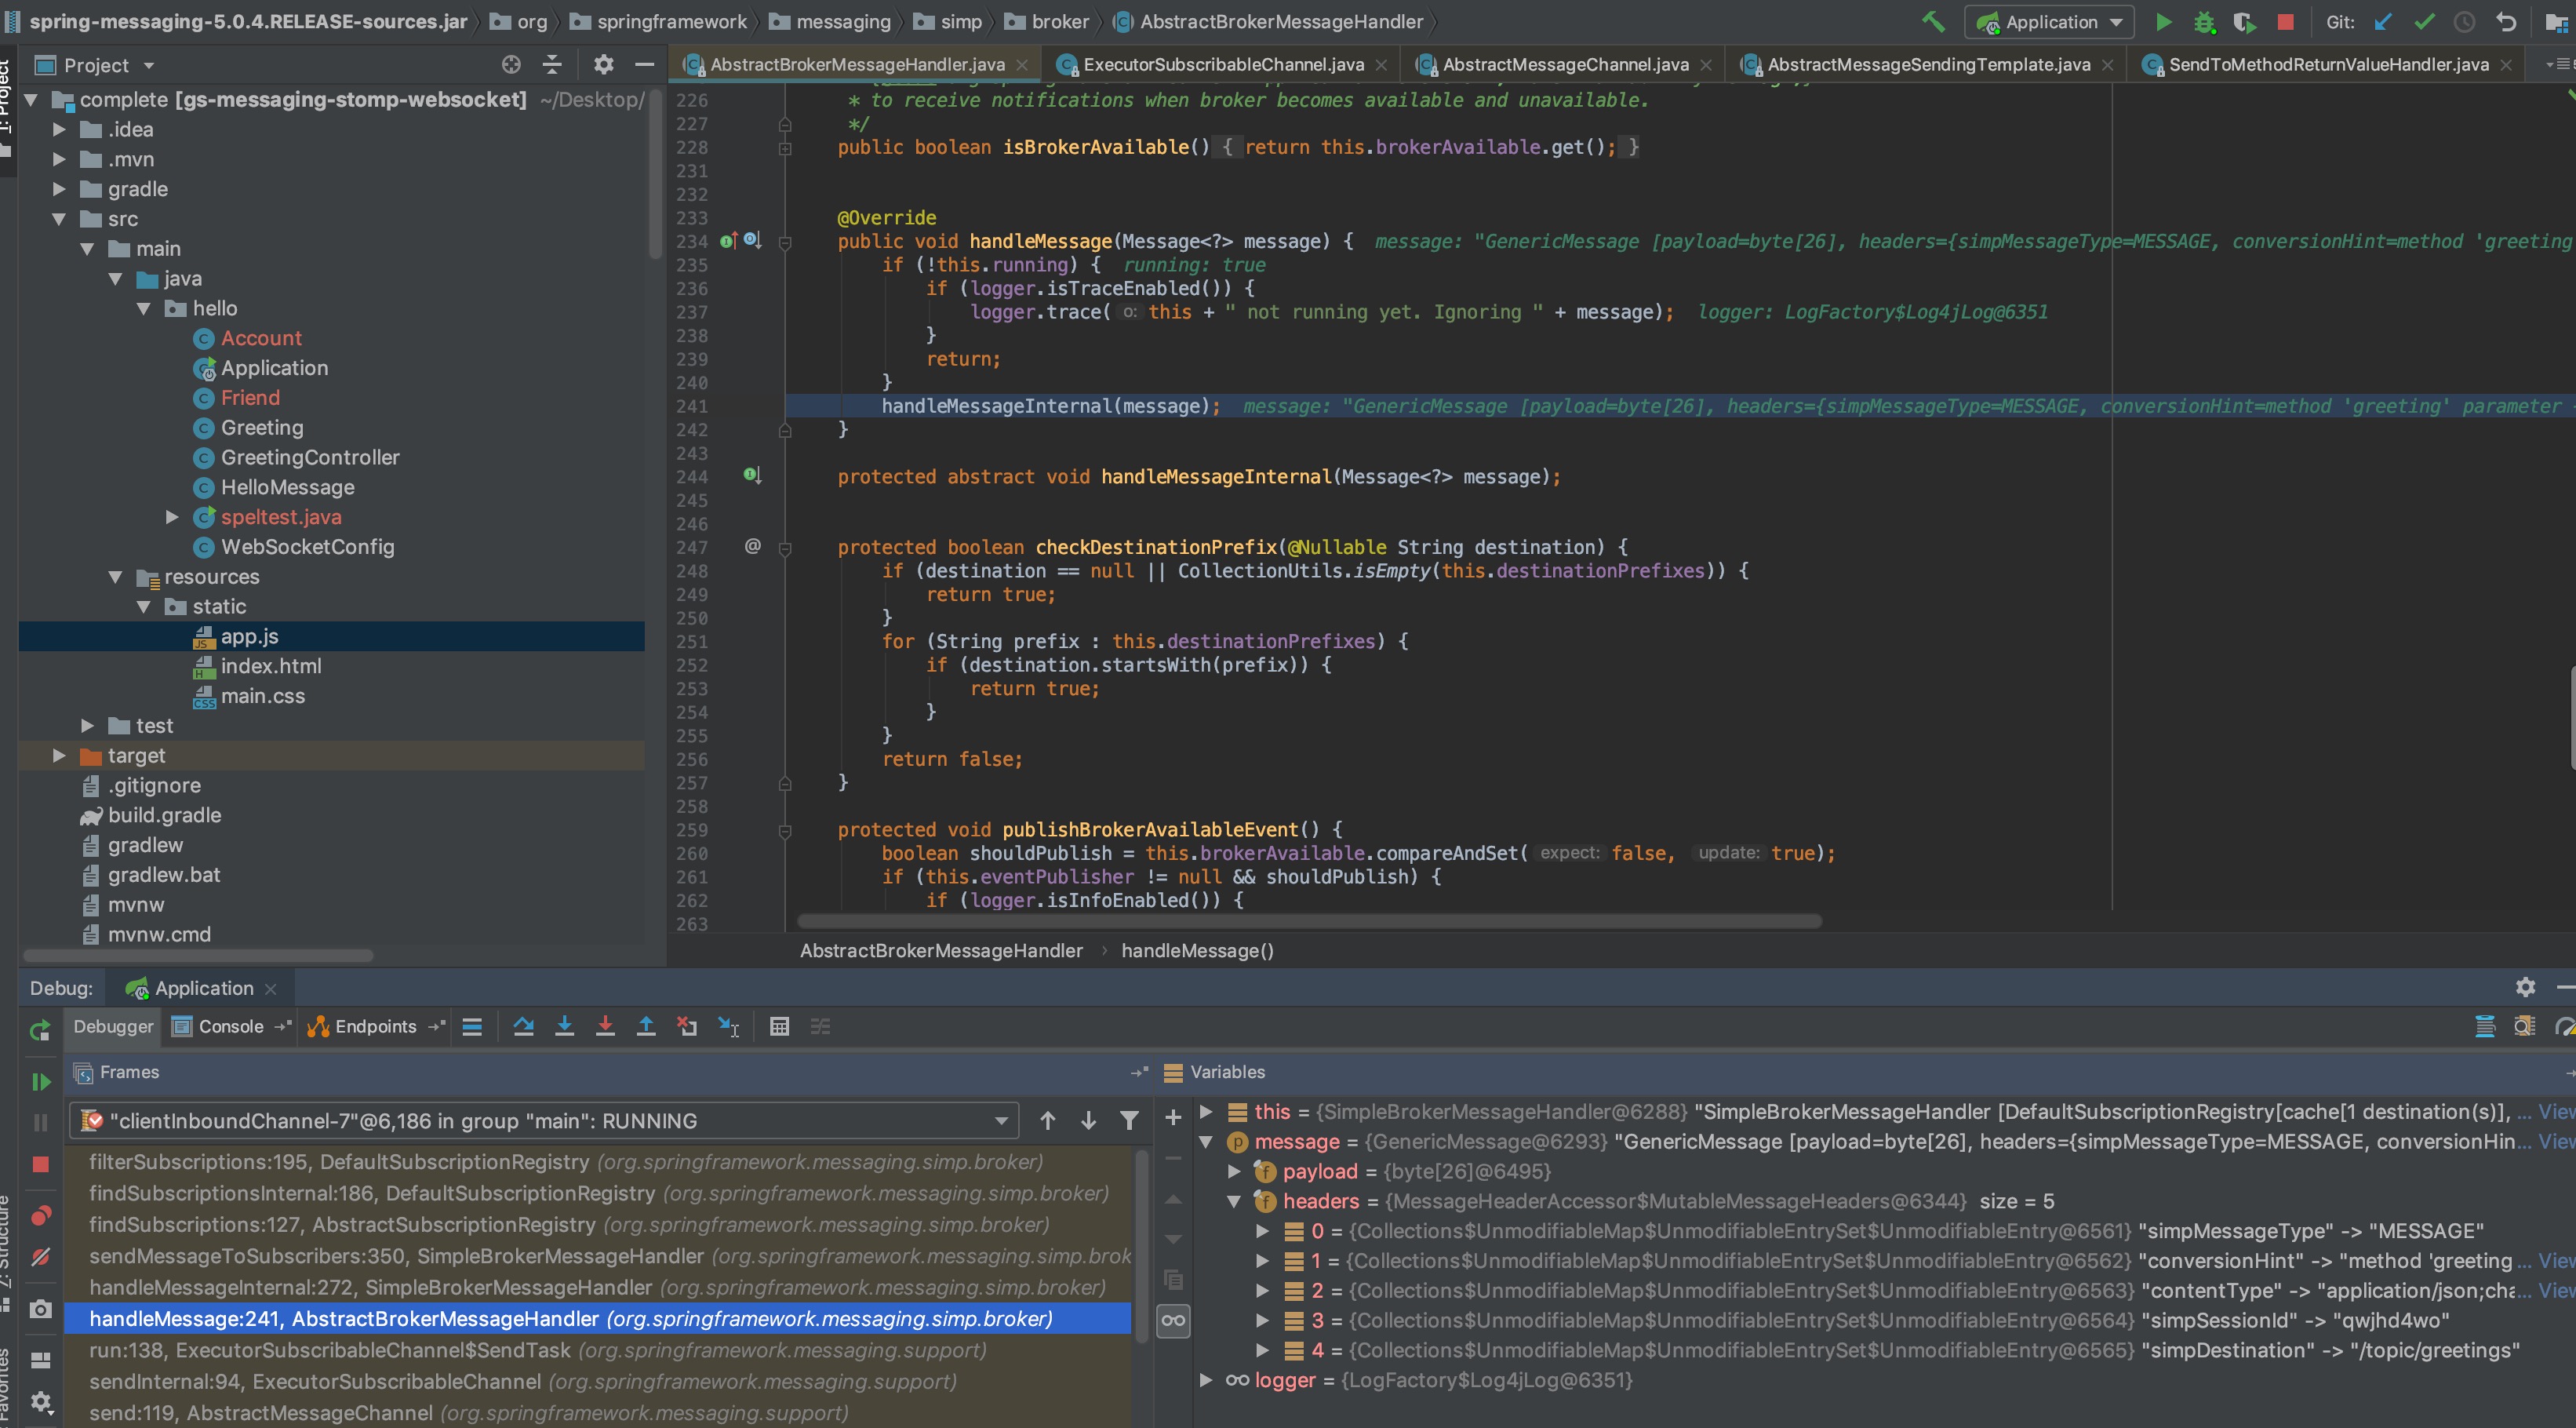 spring-messaging-5.0.4.RELEASE-sources.jar org springframework messaging simp broker AbstractBrokerMessageHandler Application Git:
1: Project
Project
AbstractBrokerMessageHandler.java ExecutorSubscribableChannel.java AbstractMessageChannel.java AbstractMessageSendingTemplate.java SendToMethodReturnValueHandler.java
complete [gs-messaging-stomp-websocket] ~/Desktop/
.idea
.mvn
gradle
src
main
java
hello
Account
Application
Friend
Greeting
GreetingController
HelloMessage
speltest.java
WebSocketConfig
resources
static
app.js
index.html
main.css
test
target
.gitignore
build.gradle
gradlew
gradlew.bat
mvnw
mvnw.cmd
226 * to receive notifications when broker becomes available and unavailable.
227 */
228 public boolean isBrokerAvailable() { return this.brokerAvailable.get(); }
231
232
233 @Override
234 public void handleMessage(Message<?> message) { message: "GenericMessage [payload=byte[26], headers={simpMessageType=MESSAGE, conversionHint=method 'greeting
235 if (!this.running) { running: true
236 if (logger.isTraceEnabled()) {
237 logger.trace( o: this + " not running yet. Ignoring " + message); logger: LogFactory$Log4jLog@6351
238 }
239 return;
240 }
241 handleMessageInternal(message); message: "GenericMessage [payload=byte[26], headers={simpMessageType=MESSAGE, conversionHint=method 'greeting' parameter
242 }
243
244 protected abstract void handleMessageInternal(Message<?> message);
245
246
247 @ protected boolean checkDestinationPrefix(@Nullable String destination) {
248 if (destination == null || CollectionUtils.isEmpty(this.destinationPrefixes)) {
249 return true;
250 }
251 for (String prefix : this.destinationPrefixes) {
252 if (destination.startsWith(prefix)) {
253 return true;
254 }
255 }
256 return false;
257 }
258
259 protected void publishBrokerAvailableEvent() {
260 boolean shouldPublish = this.brokerAvailable.compareAndSet( expect: false, update: true);
261 if (this.eventPublisher != null && shouldPublish) {
262 if (logger.isInfoEnabled()) {
263
AbstractBrokerMessageHandler › handleMessage()
Debug: Application
Debugger Console Endpoints
Frames
"clientInboundChannel-7"@6,186 in group "main": RUNNING
filterSubscriptions:195, DefaultSubscriptionRegistry (org.springframework.messaging.simp.broker)
findSubscriptionsInternal:186, DefaultSubscriptionRegistry (org.springframework.messaging.simp.broker)
findSubscriptions:127, AbstractSubscriptionRegistry (org.springframework.messaging.simp.broker)
sendMessageToSubscribers:350, SimpleBrokerMessageHandler (org.springframework.messaging.simp.brok
handleMessageInternal:272, SimpleBrokerMessageHandler (org.springframework.messaging.simp.broker)
handleMessage:241, AbstractBrokerMessageHandler (org.springframework.messaging.simp.broker)
run:138, ExecutorSubscribableChannel$SendTask (org.springframework.messaging.support)
sendInternal:94, ExecutorSubscribableChannel (org.springframework.messaging.support)
send:119, AbstractMessageChannel (org.springframework.messaging.support)
Variables
this = {SimpleBrokerMessageHandler@6288} "SimpleBrokerMessageHandler [DefaultSubscriptionRegistry[cache[1 destination(s)], ... View
message = {GenericMessage@6293} "GenericMessage [payload=byte[26], headers={simpMessageType=MESSAGE, conversionHin... View
payload = {byte[26]@6495}
headers = {MessageHeaderAccessor$MutableMessageHeaders@6344} size = 5
0 = {Collections$UnmodifiableMap$UnmodifiableEntrySet$UnmodifiableEntry@6561} "simpMessageType" -> "MESSAGE"
1 = {Collections$UnmodifiableMap$UnmodifiableEntrySet$UnmodifiableEntry@6562} "conversionHint" -> "method 'greeting ... View
2 = {Collections$UnmodifiableMap$UnmodifiableEntrySet$UnmodifiableEntry@6563} "contentType" -> "application/json;cha... View
3 = {Collections$UnmodifiableMap$UnmodifiableEntrySet$UnmodifiableEntry@6564} "simpSessionId" -> "qwjhd4wo"
4 = {Collections$UnmodifiableMap$UnmodifiableEntrySet$UnmodifiableEntry@6565} "simpDestination" -> "/topic/greetings"
logger = {LogFactory$Log4jLog@6351}
Z: Structure
Favorites